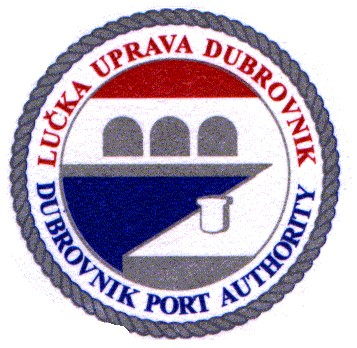 LUČKA UPRAVA DUBROVNIK
DUBROVNIK PORT AUTHORITY